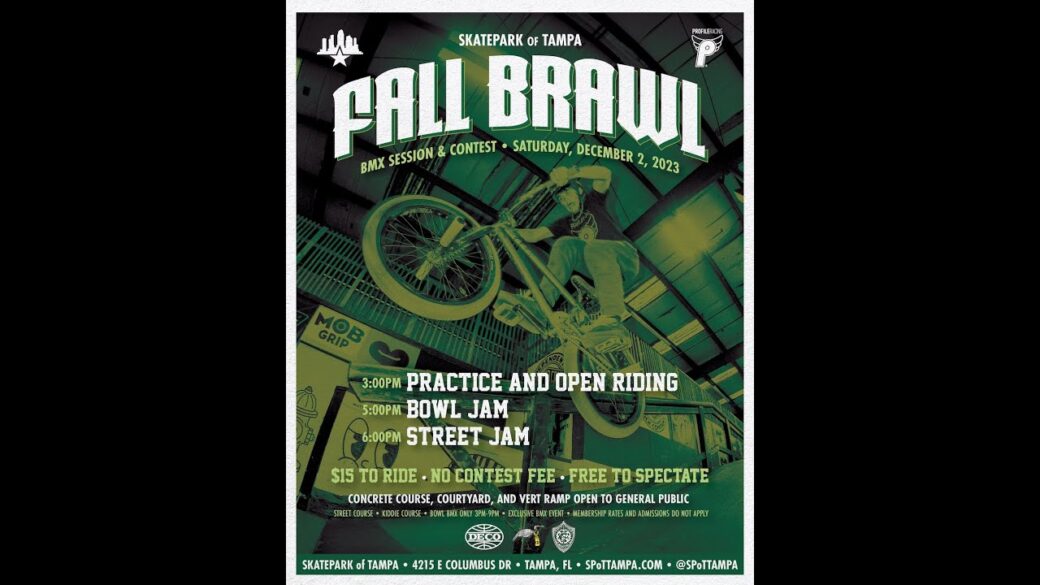 SKATEPARK OF TAMPA
PROFILE RACING
P
FALL BRAWL
BMX SESSION & CONTEST • SATURDAY, DECEMBER 2, 2023
MOB
GRIP
3:00PM PRACTICE AND OPEN RIDING
5:00PM BOWL JAM
6:00PM STREET JAM
$15 TO RIDE • NO CONTEST FEE • FREE TO SPECTATE
CONCRETE COURSE, COURTYARD, AND VERT RAMP OPEN TO GENERAL PUBLIC
STREET COURSE • KIDDIE COURSE • BOWL BMX ONLY 3PM-9PM • EXCLUSIVE BMX EVENT • MEMBERSHIP RATES AND ADMISSIONS DO NOT APPLY
DECO
SKATEPARK of TAMPA • 4215 E COLUMBUS DR • TAMPA, FL • SPoTTAMPA.COM • @SPoTTAMPA